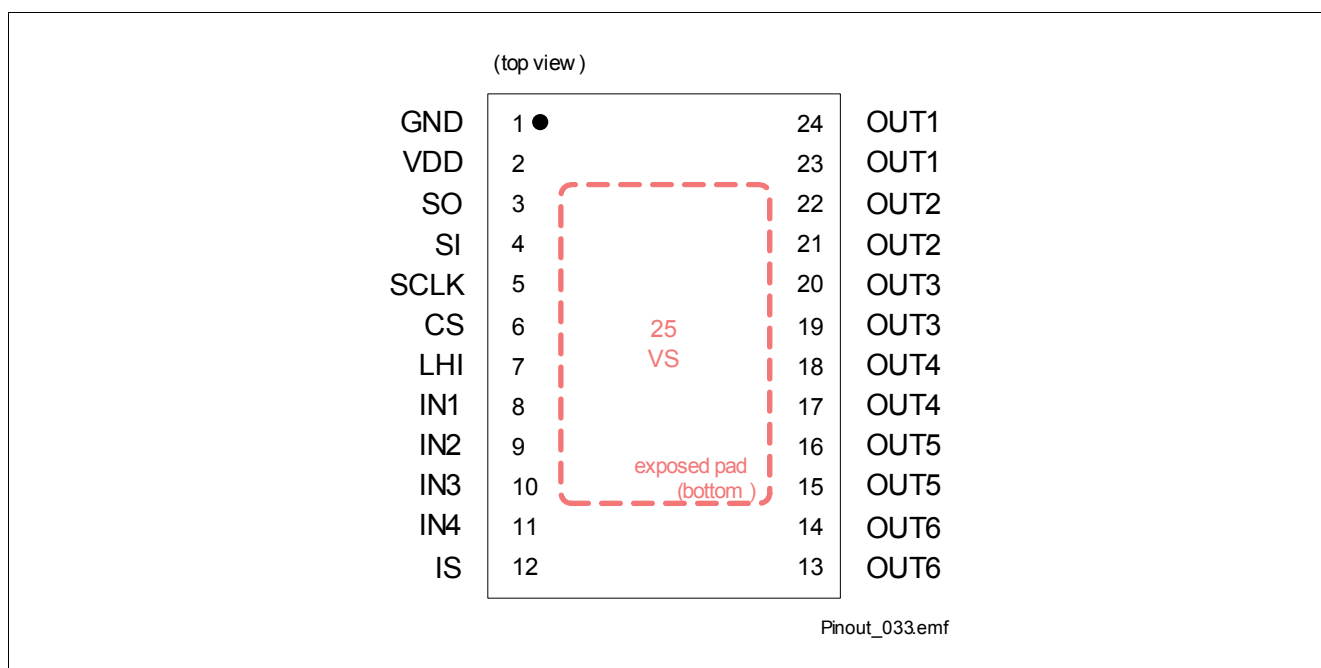 (top view )
GND 1 24 OUT1
VDD 2 23 OUT1
SO 3 22 OUT2
SI 4 21 OUT2
SCLK 5 20 OUT3
CS 6 25 19 OUT3
VS
LHI 7 18 OUT4
IN1 8 17 OUT4
IN2 9 16 OUT5
exposed pad
IN3 10 (bottom ) 15 OUT5
IN4 11 14 OUT6
IS 12 13 OUT6
Pinout_033.emf